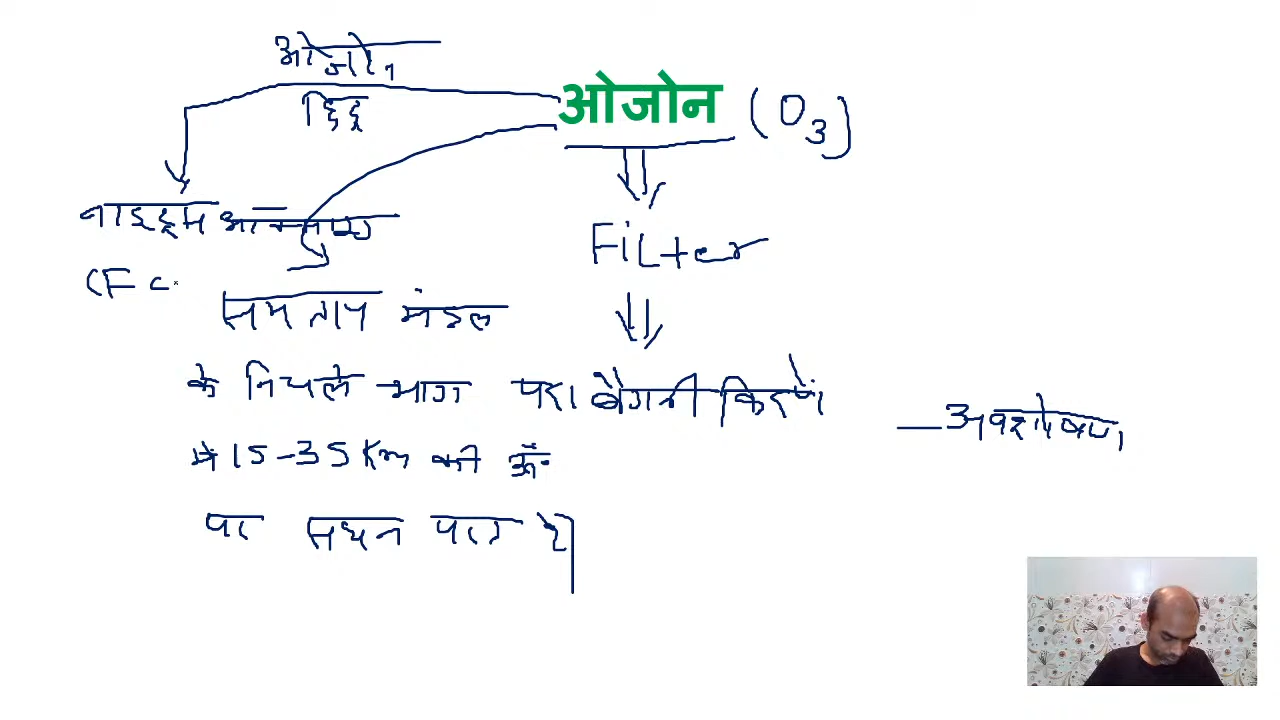 ओजोन
छिद्र
ओजोन (O3)
नाइट्रस ऑक्साइड
Filter
(F C
समताप मंडल
के निचले भाग
में 15-35 Km की ऊँ.
पर सघन पाई है
परा बैंगनी किरणें
अवशोषण